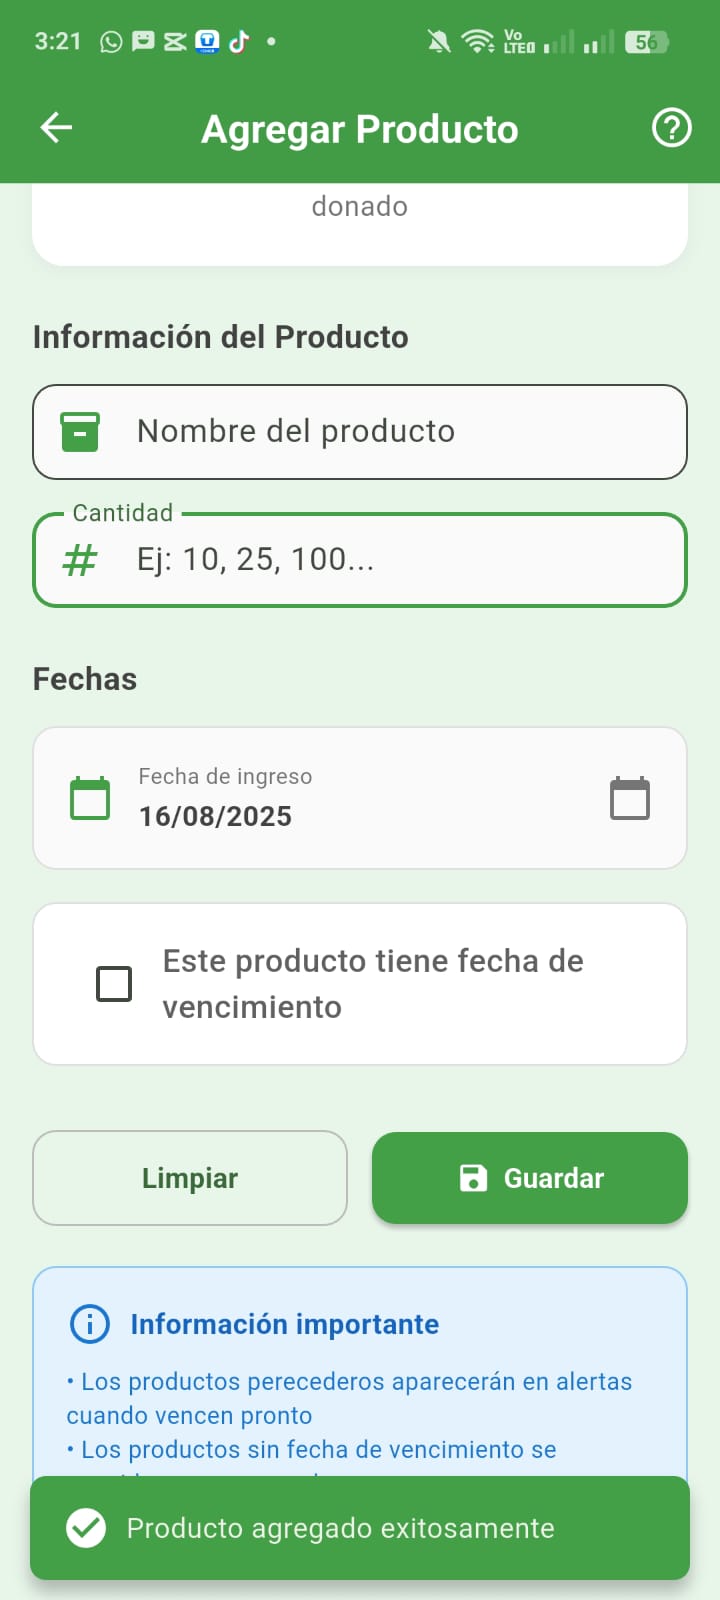 3:21
Vo
LTE
56
Agregar Producto
donado
Información del Producto
Nombre del producto
Cantidad
# Ej: 10, 25, 100...
Fechas
Fecha de ingreso
16/08/2025
Este producto tiene fecha de
vencimiento
Limpiar
Guardar
Información importante
• Los productos perecederos aparecerán en alertas
cuando vencen pronto
• Los productos sin fecha de vencimiento se
Producto agregado exitosamente